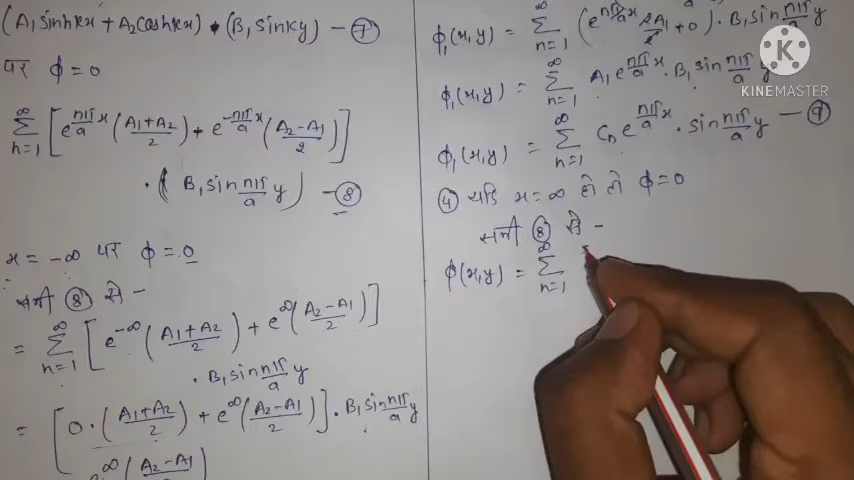 (A₁ sinhkx + A₂ coshkx) • (B₁ sinky) — ⑦
पर ϕ = 0
∑_{n=1}^{∞} [e^{nπ/a x} (A₁+A₂)/2 + e^{-nπ/a x} (A₂-A₁)/2]
· (B₁ sin nπ/a y) — ⑧
x = -∞ पर ϕ = 0
समी ⑧ से -
= ∑_{n=1}^{∞} [e^{-∞} (A₁+A₂)/2 + e^{∞} (A₂-A₁)/2]
· B₁ sin nπ/a y
= [0 · (A₁+A₂)/2 + e^{∞} (A₂-A₁)/2] · B₁ sin nπ/a y
e^{∞} (A₂-A₁)
ϕ₁(x,y) = ∑_{n=1}^{∞} (e^{nπ/a x} 2A₁/2 + 0) · B₁ sin nπ/a y
ϕ₁(x,y) = ∑_{n=1}^{∞} A₁ e^{nπ/a x} · B₁ sin nπ/a y
ϕ₁(x,y) = ∑_{n=1}^{∞} Cₙ e^{nπ/a x} · sin nπ/a y — ⑨
④ यदि x = ∞ हो तो ϕ = 0
समी ⑧ से -
ϕ(x,y) = ∑_{n=1}^{∞}
KINEMASTER